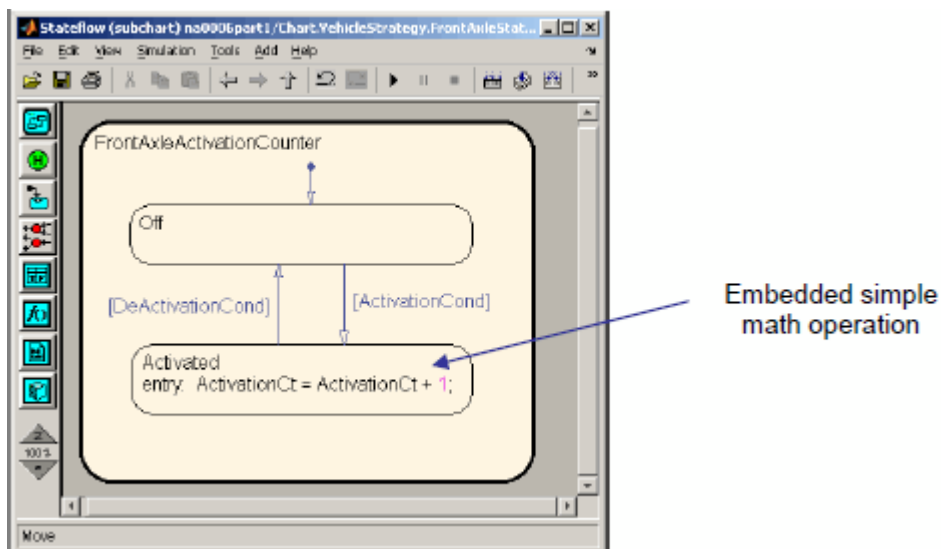 Stateflow (subchart) na0006part1/Chart.VehicleStrategy.FrontAxleStat...
File Edit View Simulation Tools Add Help
FrontAxleActivationCounter
Off
[DeActivationCond]
[ActivationCond]
Embedded simple
math operation
Activated
entry: ActivationCt = ActivationCt + 1;
100%
Move